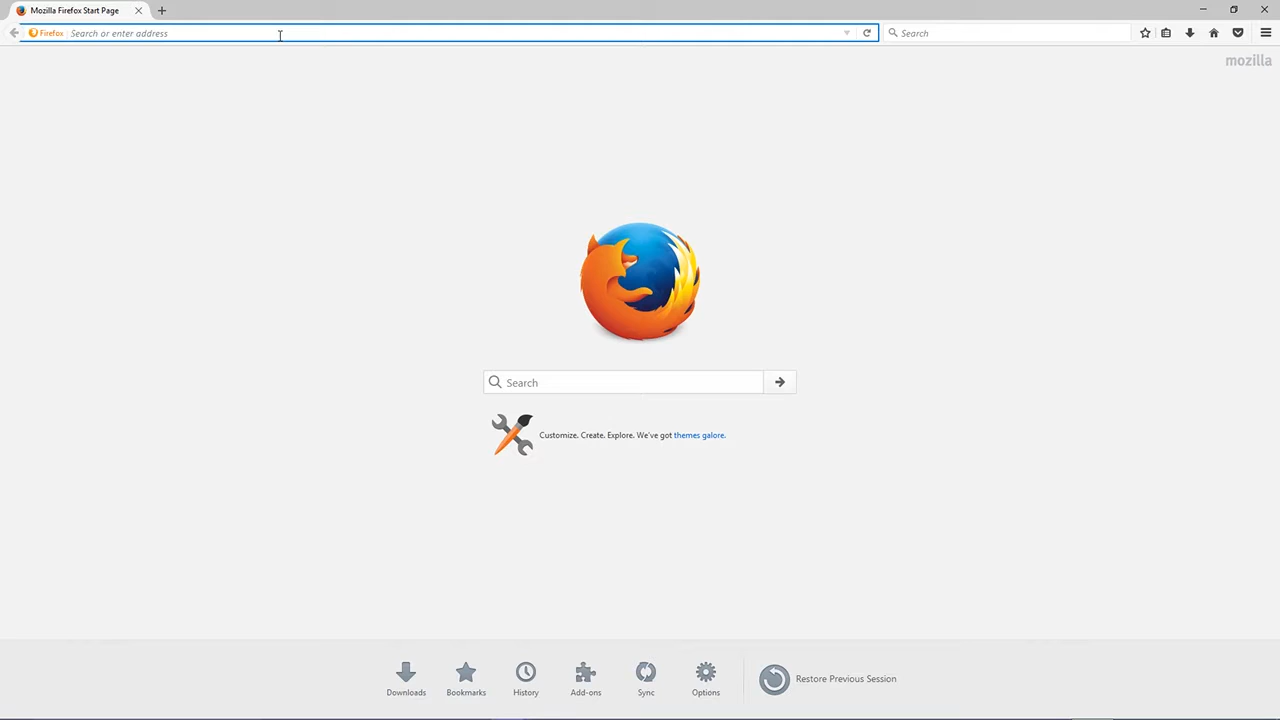 Mozilla Firefox Start Page
Firefox Search or enter address
Search
mozilla
Search
Customize. Create. Explore. We've got themes galore.
Downloads Bookmarks History Add-ons Sync Options Restore Previous Session